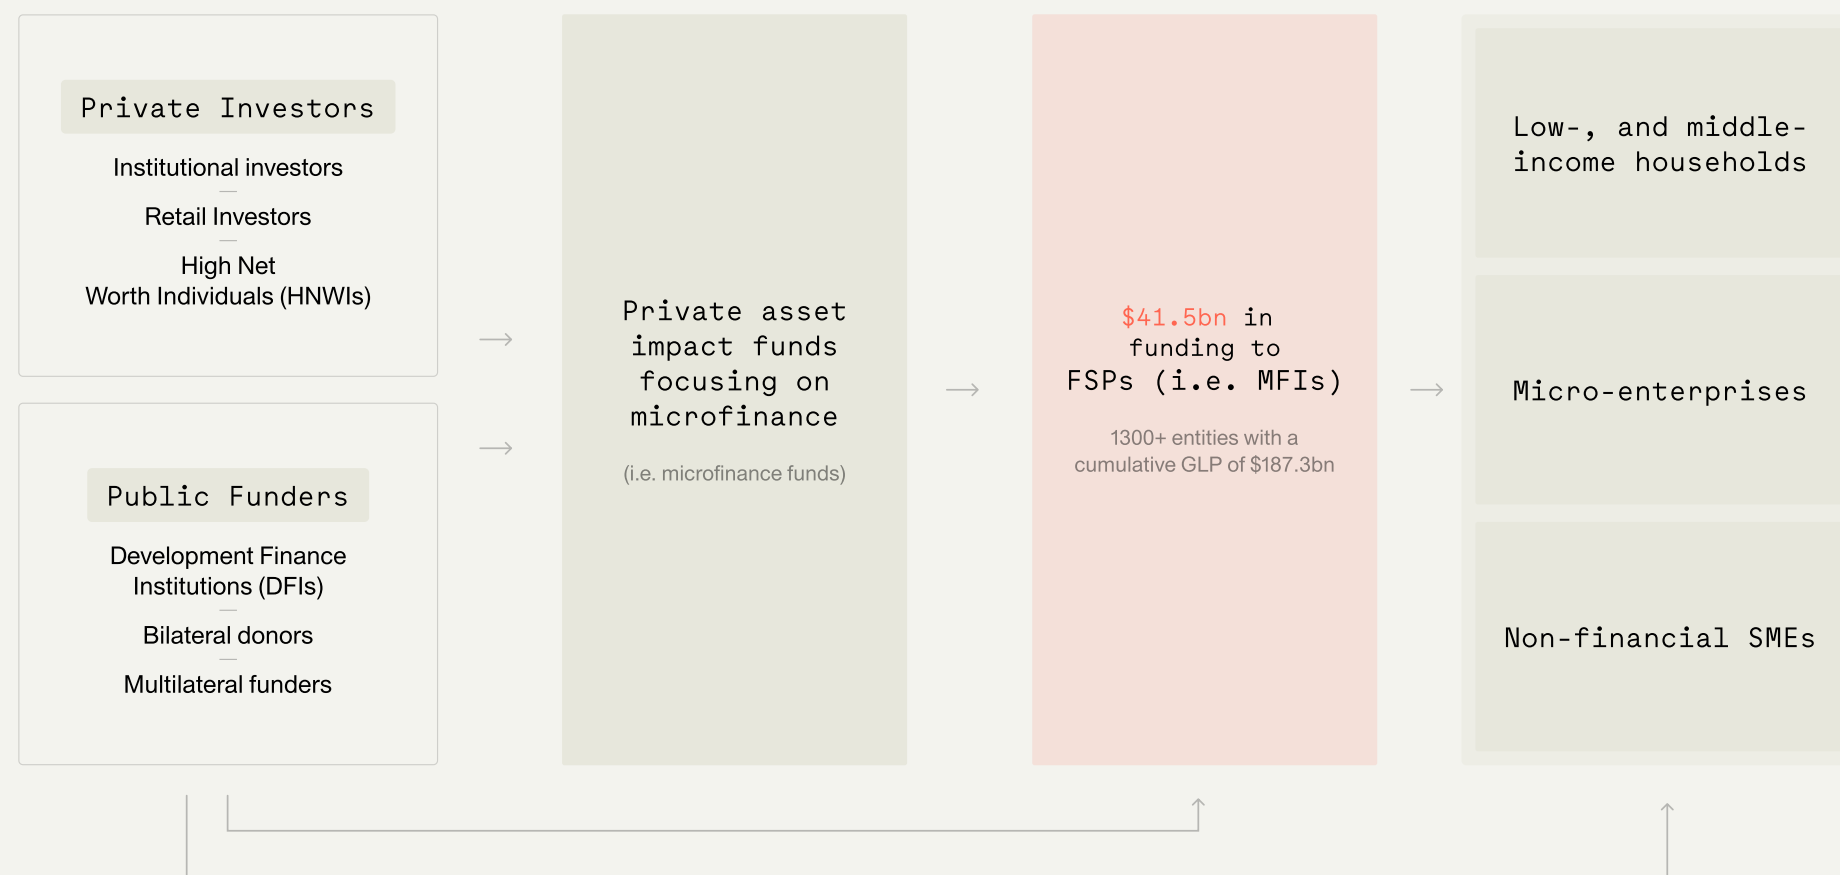 Private Investors
Institutional investors
Retail Investors
High Net
Worth Individuals (HNWIs)
Public Funders
Development Finance
Institutions (DFIs)
Bilateral donors
Multilateral funders
Private asset
impact funds
focusing on
microfinance
(i.e. microfinance funds)
$41.5bn in
funding to
FSPs (i.e. MFIs)
1300+ entities with a
cumulative GLP of $187.3bn
Low-, and middle-
income households
Micro-enterprises
Non-financial SMEs